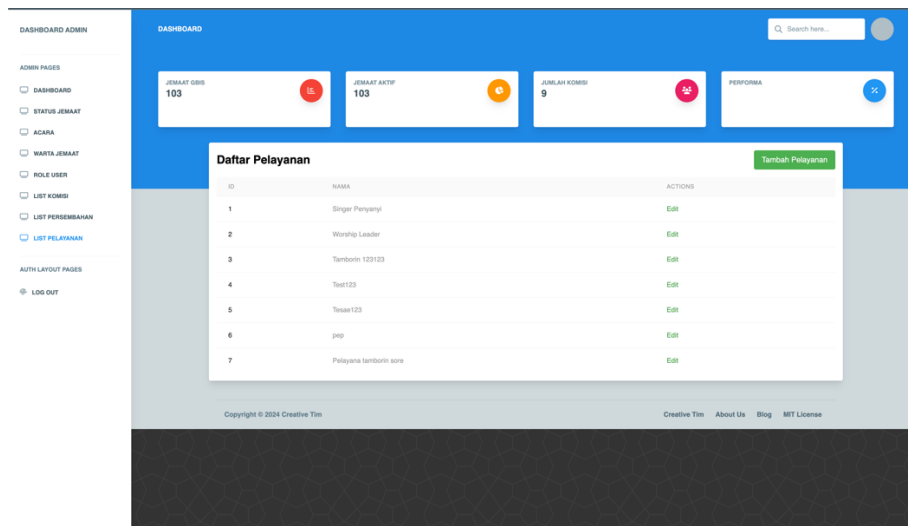 DASHBOARD ADMIN
ADMIN PAGES
DASHBOARD
STATUS JEMAAT
ACARA
WARTA JEMAAT
ROLE USER
LIST KOMISI
LIST PERSEMBAHAN
LIST PELAYANAN
AUTH LAYOUT PAGES
LOG OUT
DASHBOARD
Search here...
JEMAAT GBIS
103
JEMAAT AKTIF
103
JUMLAH KOMISI
9
PERFORMA
Daftar Pelayanan
Tambah Pelayanan
ID NAMA ACTIONS
1 Singer Penyanyi Edit
2 Worship Leader Edit
3 Tamborin 123123 Edit
4 Test123 Edit
5 Tesae123 Edit
6 pep Edit
7 Pelayana tamborin sore Edit
Copyright © 2024 Creative Tim
Creative Tim About Us Blog MIT License